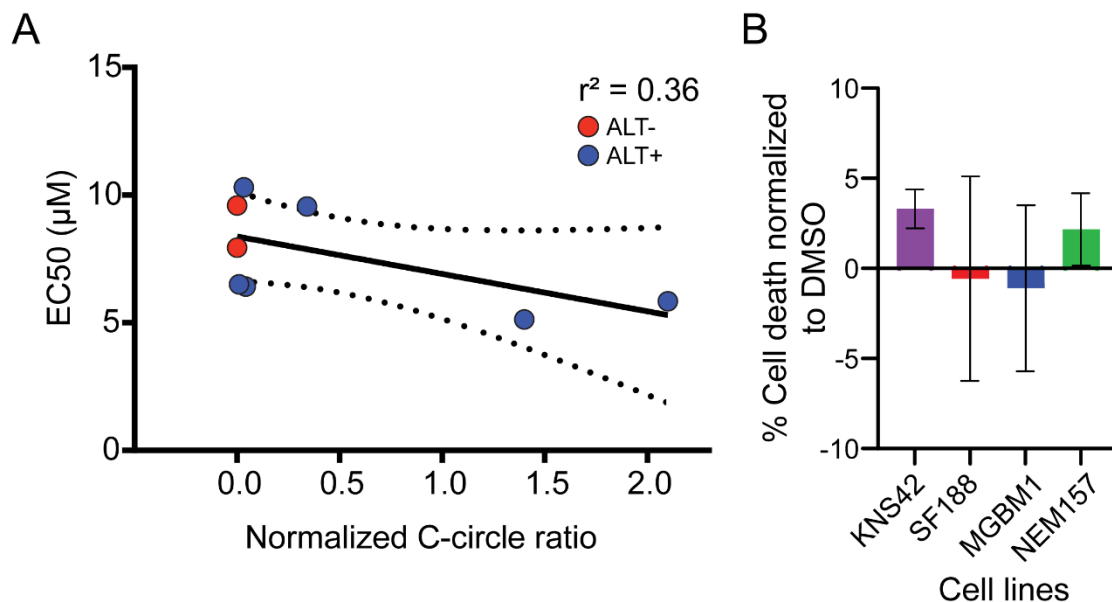 A
r² = 0.36
ALT-
ALT+
15
10
5
0
EC50 (µM)
0.0 0.5 1.0 1.5 2.0
Normalized C-circle ratio
B
10
5
0
-5
-10
% Cell death normalized
to DMSO
KNS42
SF188
MGBM1
NEM157
Cell lines